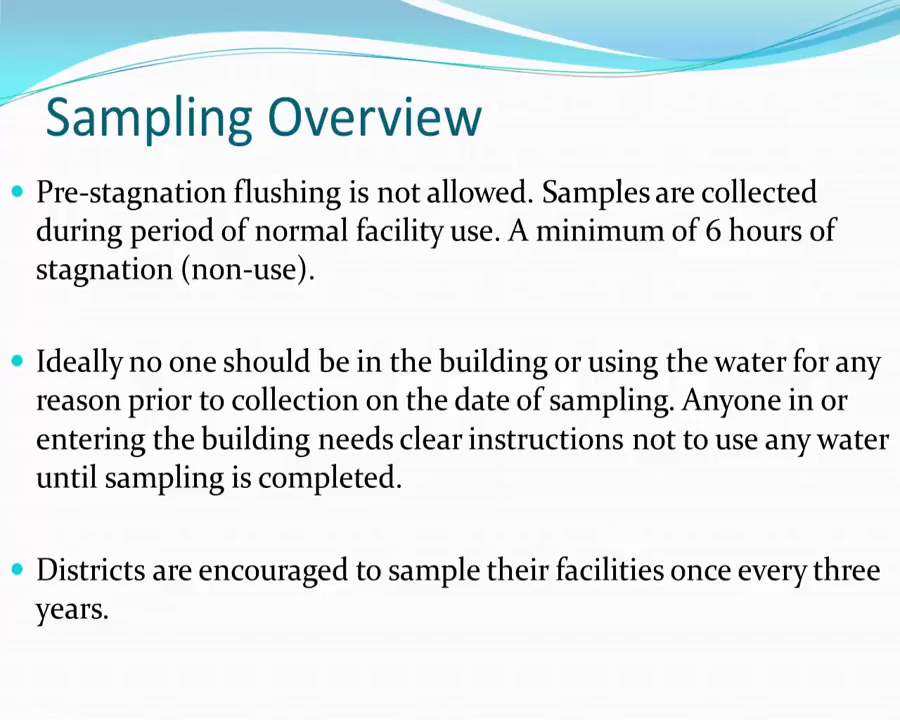 Sampling Overview
Pre-stagnation flushing is not allowed. Samples are collected
during period of normal facility use. A minimum of 6 hours of
stagnation (non-use).
Ideally no one should be in the building or using the water for any
reason prior to collection on the date of sampling. Anyone in or
entering the building needs clear instructions not to use any water
until sampling is completed.
Districts are encouraged to sample their facilities once every three
years.